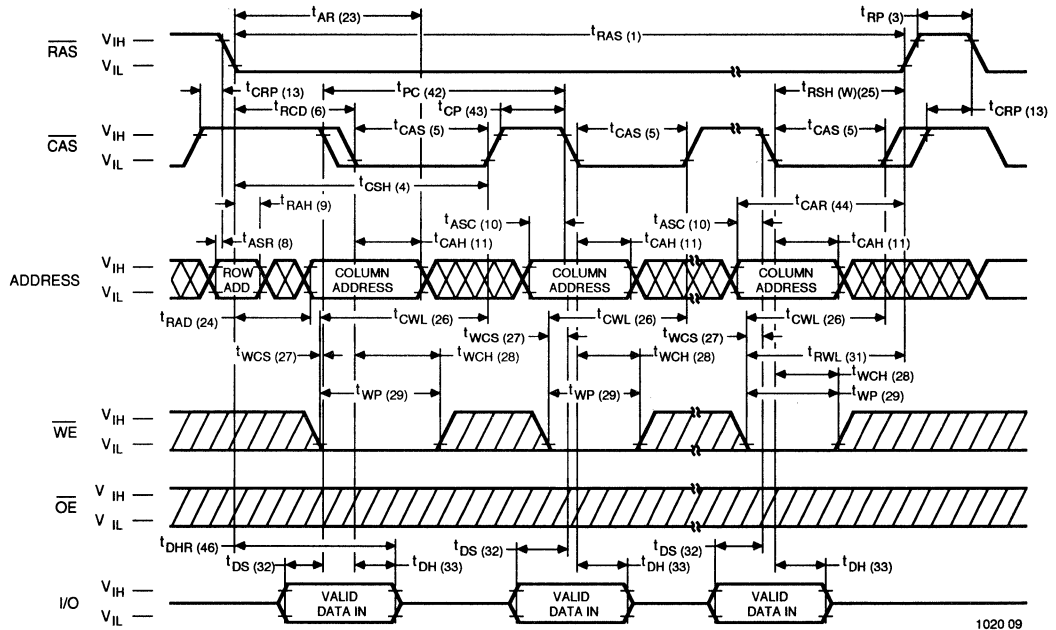 tAR (23)
tRP (3)
tRAS (1)
RAS
VIH
VIL
tCRP (13)
tPC (42)
tRSH (W)(25)
tRCD (6)
tCP (43)
tCRP (13)
CAS
VIH
VIL
tCAS (5)
tCAS (5)
tCAS (5)
tCSH (4)
tRAH (9)
tCAR (44)
tASC (10)
tASC (10)
tASR (8)
tCAH (11)
tCAH (11)
tCAH (11)
ADDRESS
VIH
VIL
ROW
ADD
COLUMN
ADDRESS
COLUMN
ADDRESS
COLUMN
ADDRESS
tRAD (24)
tCWL (26)
tCWL (26)
tCWL (26)
tWCS (27)
tWCS (27)
tWCS (27)
tWCH (28)
tWCH (28)
tRWL (31)
tWCH (28)
tWP (29)
tWP (29)
tWP (29)
WE
VIH
VIL
OE
V IH
V IL
tDHR (46)
tDS (32)
tDS (32)
tDS (32)
tDH (33)
tDH (33)
tDH (33)
I/O
VIH
VIL
VALID
DATA IN
VALID
DATA IN
VALID
DATA IN
1020 09